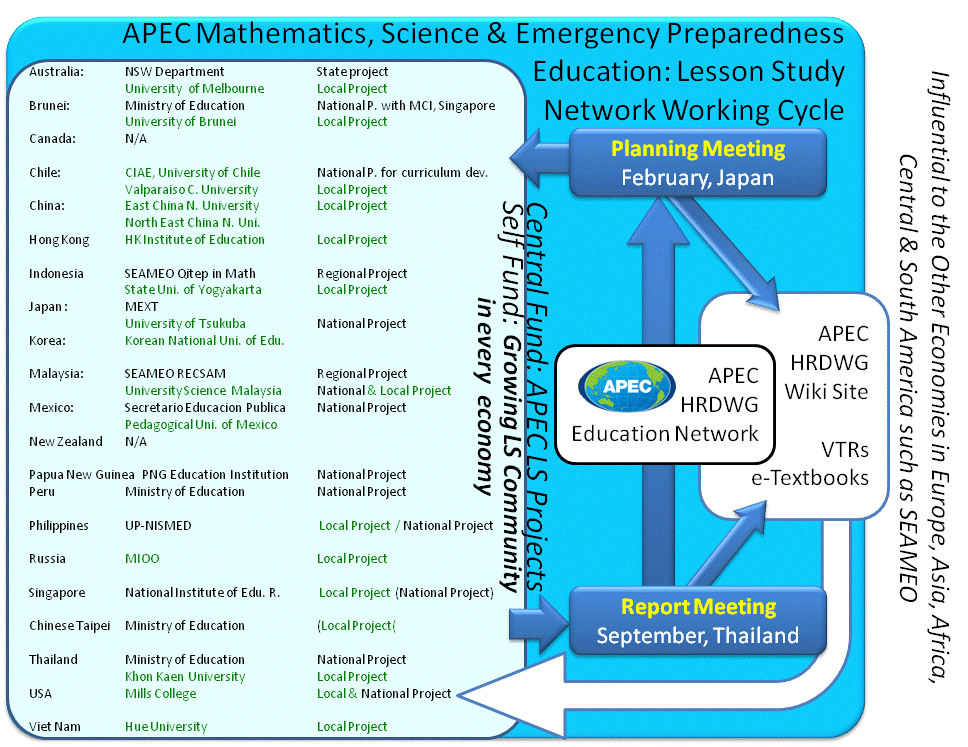 APEC Mathematics, Science & Emergency Preparedness
Education: Lesson Study
Network Working Cycle
Australia: NSW Department State project
University of Melbourne Local Project
Brunei: Ministry of Education National P. with MCI, Singapore
University of Brunei Local Project
Canada: N/A
Chile: CIAE, University of Chile National P. for curriculum dev.
Valparaiso C. University Local Project
China: East China N. University Local Project
North East China N. Uni.
Hong Kong HK Institute of Education Local Project
Indonesia SEAMEO Qitep in Math Regional Project
State Uni. of Yogyakarta Local Project
Japan : MEXT
University of Tsukuba National Project
Korea: Korean National Uni. of Edu.
Malaysia: SEAMEO RECSAM Regional Project
University Science Malaysia National & Local Project
Mexico: Secretario Educacion Publica National Project
Pedagogical Uni. of Mexico
New Zealand N/A
Papua New Guinea PNG Education Institution National Project
Peru Ministry of Education National Project
Philippines UP-NISMED Local Project / National Project
Russia MIOO Local Project
Singapore National Institute of Edu. R. Local Project (National Project)
Chinese Taipei Ministry of Education (Local Project(
Thailand Ministry of Education National Project
Khon Kaen University Local Project
USA Mills College Local & National Project
Viet Nam Hue University Local Project
Central Fund: APEC LS Projects
Self Fund: Growing LS Community
in every economy
Planning Meeting
February, Japan
APEC
HRDWG
Wiki Site
VTRs
e-Textbooks
APEC
APEC
HRDWG
Education Network
Report Meeting
September, Thailand
Influential to the Other Economies in Europe, Asia, Africa,
Central & South America such as SEAMEO